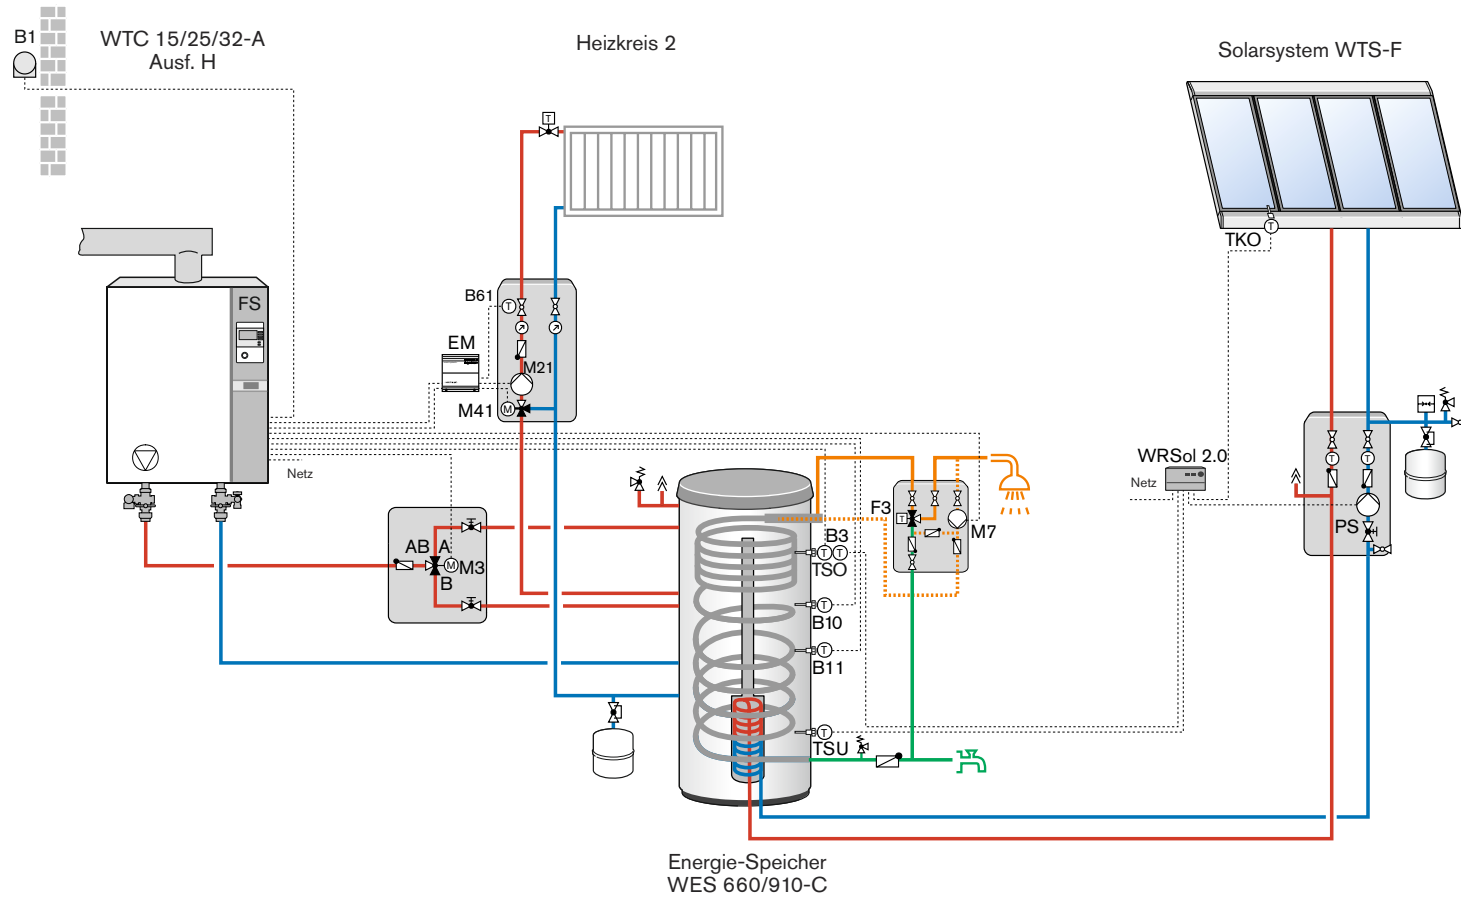 B1
WTC 15/25/32-A
Ausf. H
Heizkreis 2
Solarsystem WTS-F
T
TKO
T
FS
B61
T
EM
M21
M41
M
Netz
WRSol 2.0
Netz
T
T
PS
F3
T
M7
AB
A
M
M3
B
B3
T
T
TSO
T
B10
T
B11
T
TSU
Energie-Speicher
WES 660/910-C